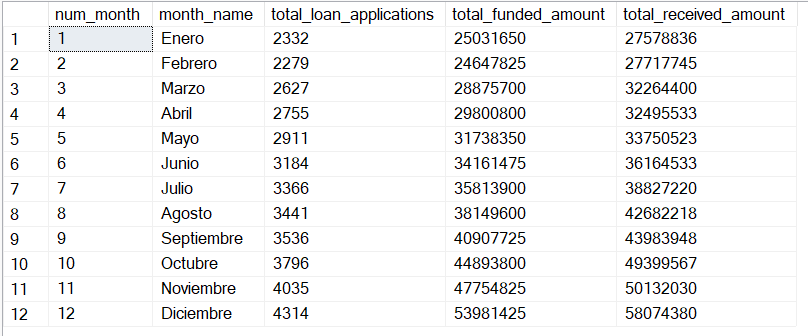 num_month month_name total_loan_applications total_funded_amount total_received_amount
1 1 Enero 2332 25031650 27578836
2 2 Febrero 2279 24647825 27717745
3 3 Marzo 2627 28875700 32264400
4 4 Abril 2755 29800800 32495533
5 5 Mayo 2911 31738350 33750523
6 6 Junio 3184 34161475 36164533
7 7 Julio 3366 35813900 38827220
8 8 Agosto 3441 38149600 42682218
9 9 Septiembre 3536 40907725 43983948
10 10 Octubre 3796 44893800 49399567
11 11 Noviembre 4035 47754825 50132030
12 12 Diciembre 4314 53981425 58074380